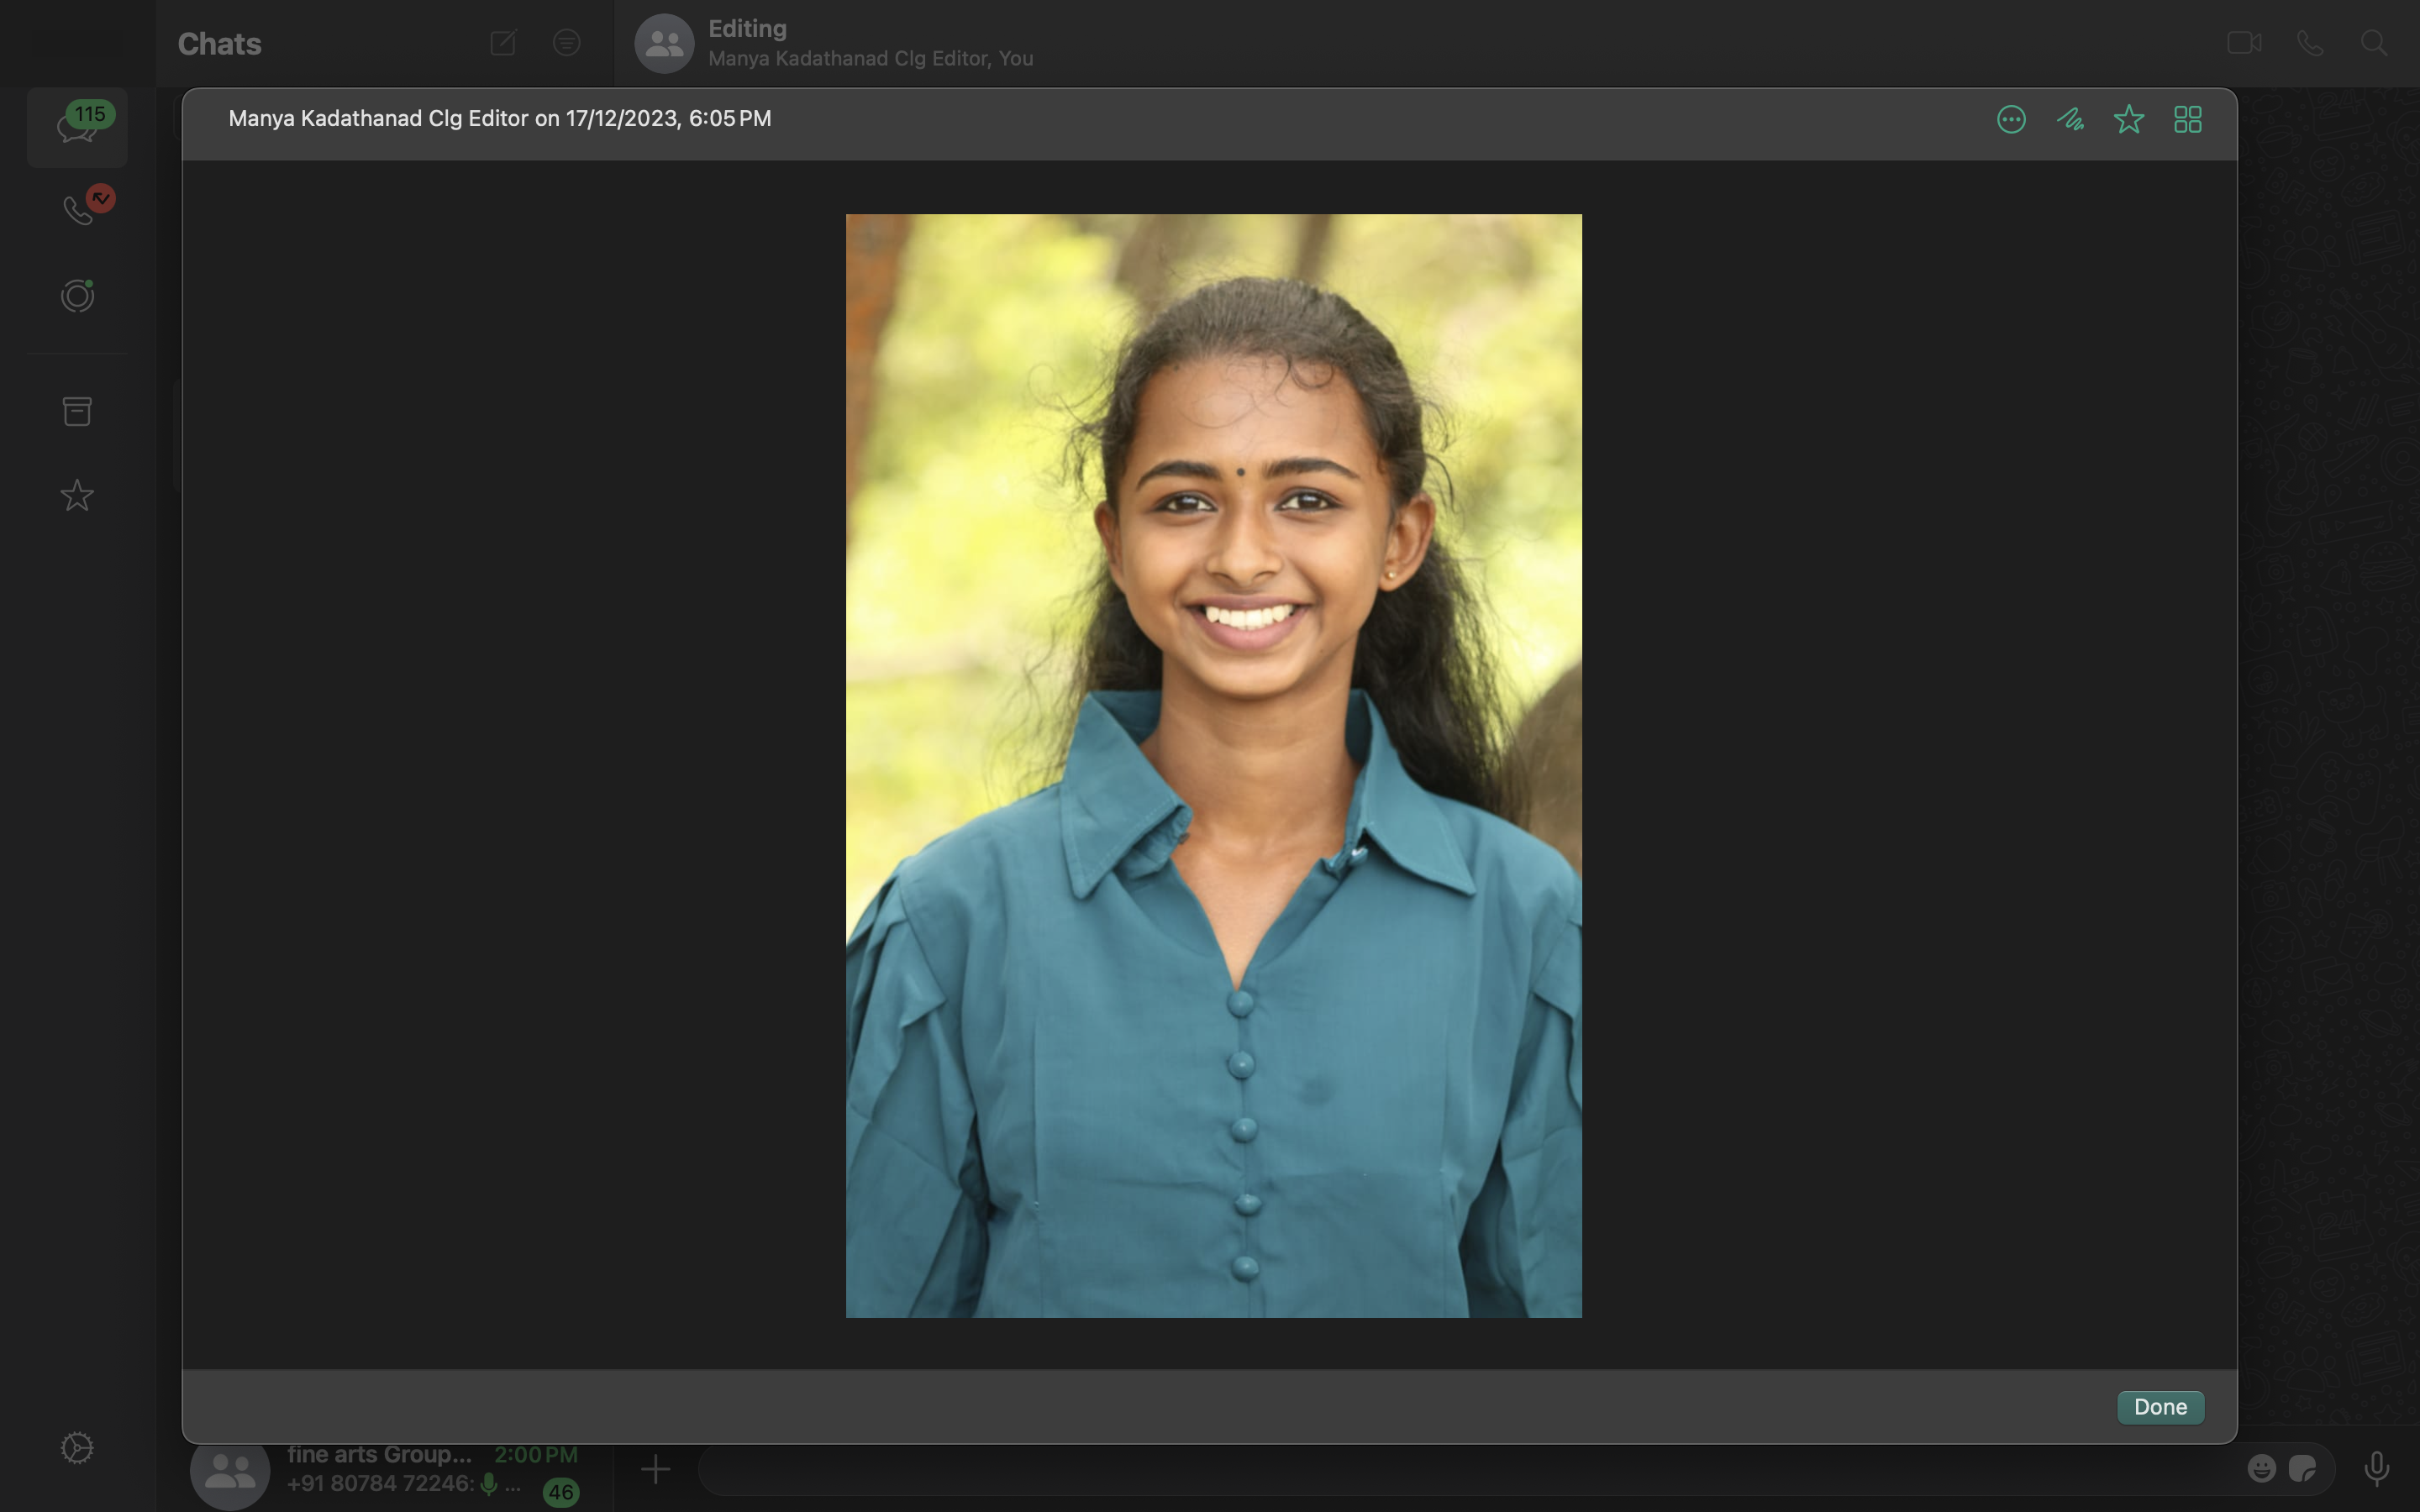 Chats
Editing
Manya Kadathanad Clg Editor, You
115
Manya Kadathanad Clg Editor on 17/12/2023, 6:05 PM
Done
fine arts Group... 2:00 PM
+91 80784 72246: ...
46